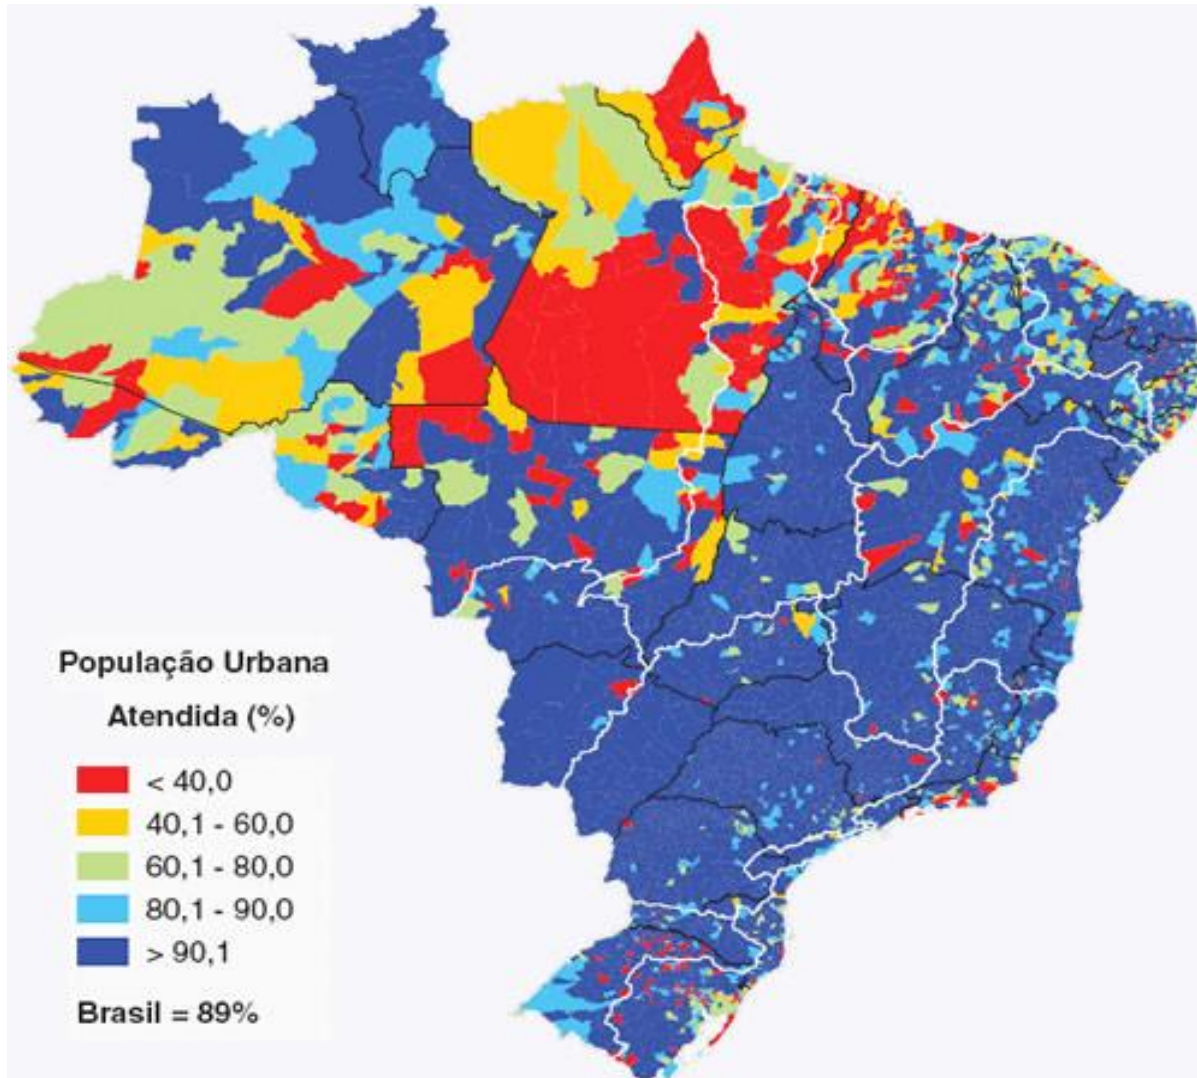 População Urbana
Atendida (%)
< 40,0
40,1 - 60,0
60,1 - 80,0
80,1 - 90,0
> 90,1
Brasil = 89%